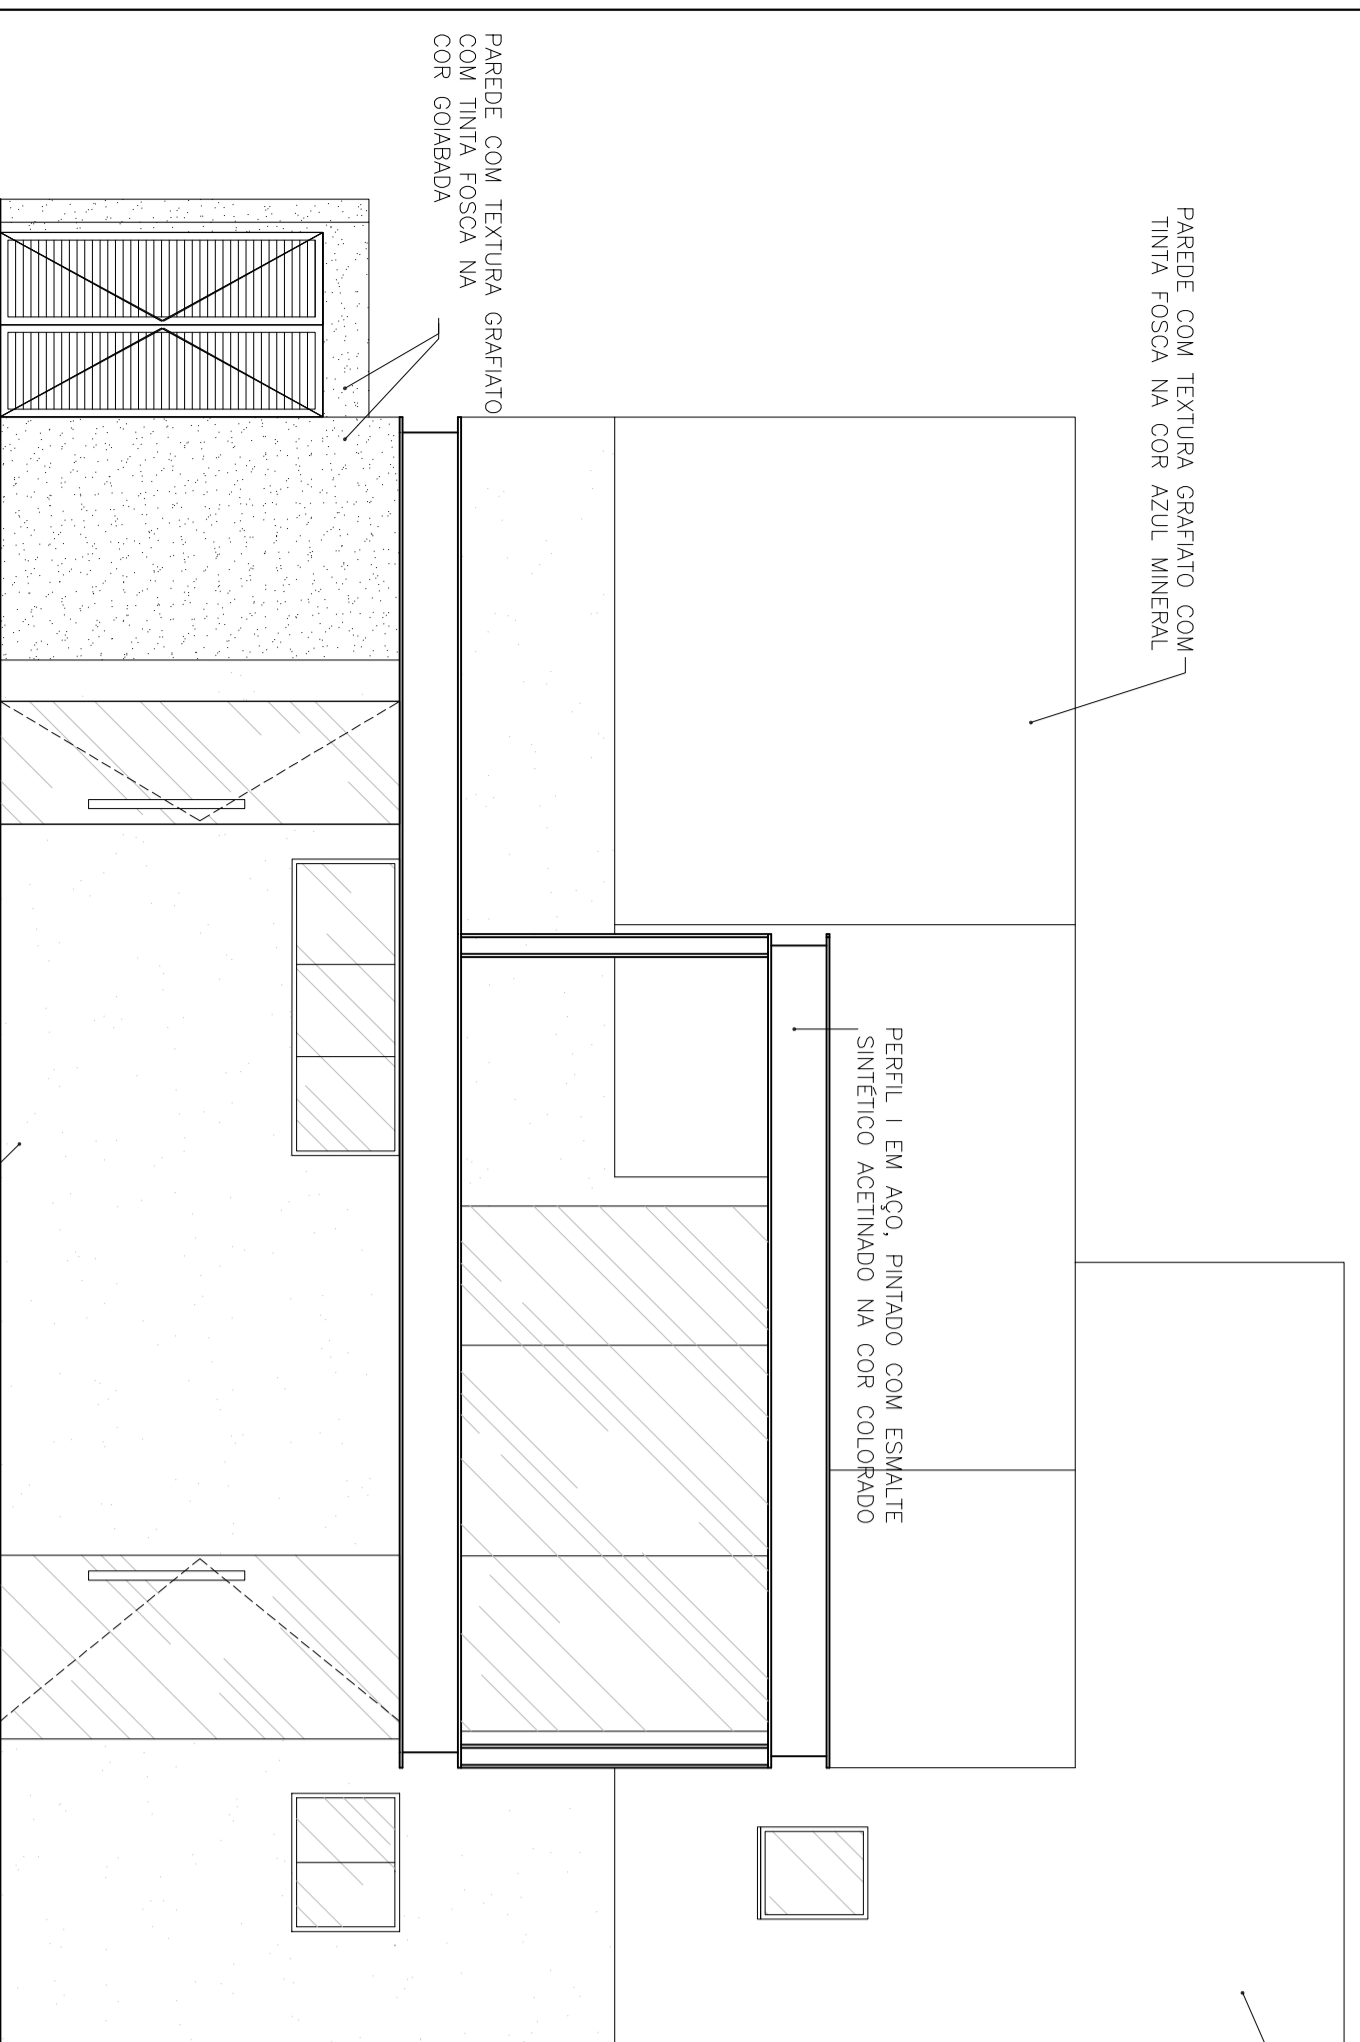 PAREDE COM TEXTURA GRAFIATO COM
TINTA FOSCA NA COR AZUL MINERAL
PAREDE COM TEXTURA GRAFIATO
COM TINTA FOSCA NA
COR GOIABADA
PERFIL I EM AÇO, PINTADO COM ESMALTE
SINTÉTICO ACETINADO NA COR COLORADO